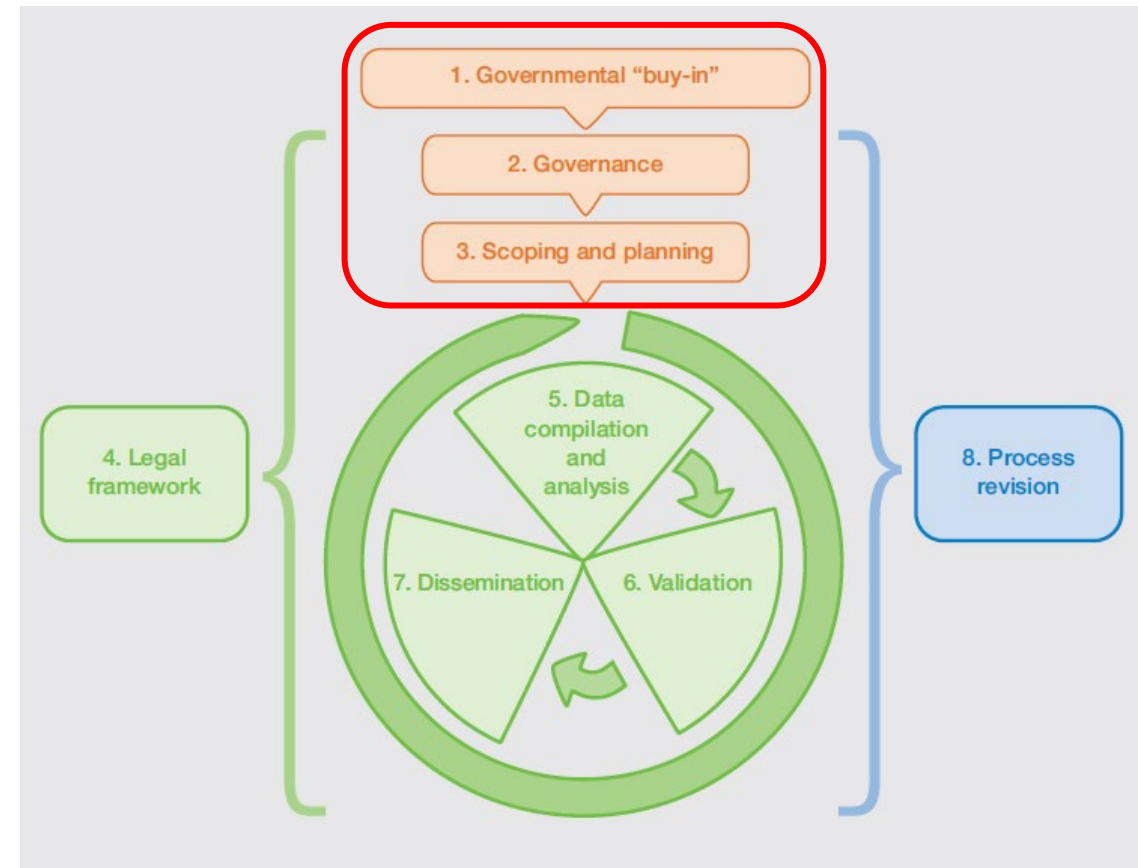 1. Governmental “buy-in”
2. Governance
3. Scoping and planning
4. Legal
framework
5. Data
compilation
and
analysis
6. Validation
7. Dissemination
8. Process
revision